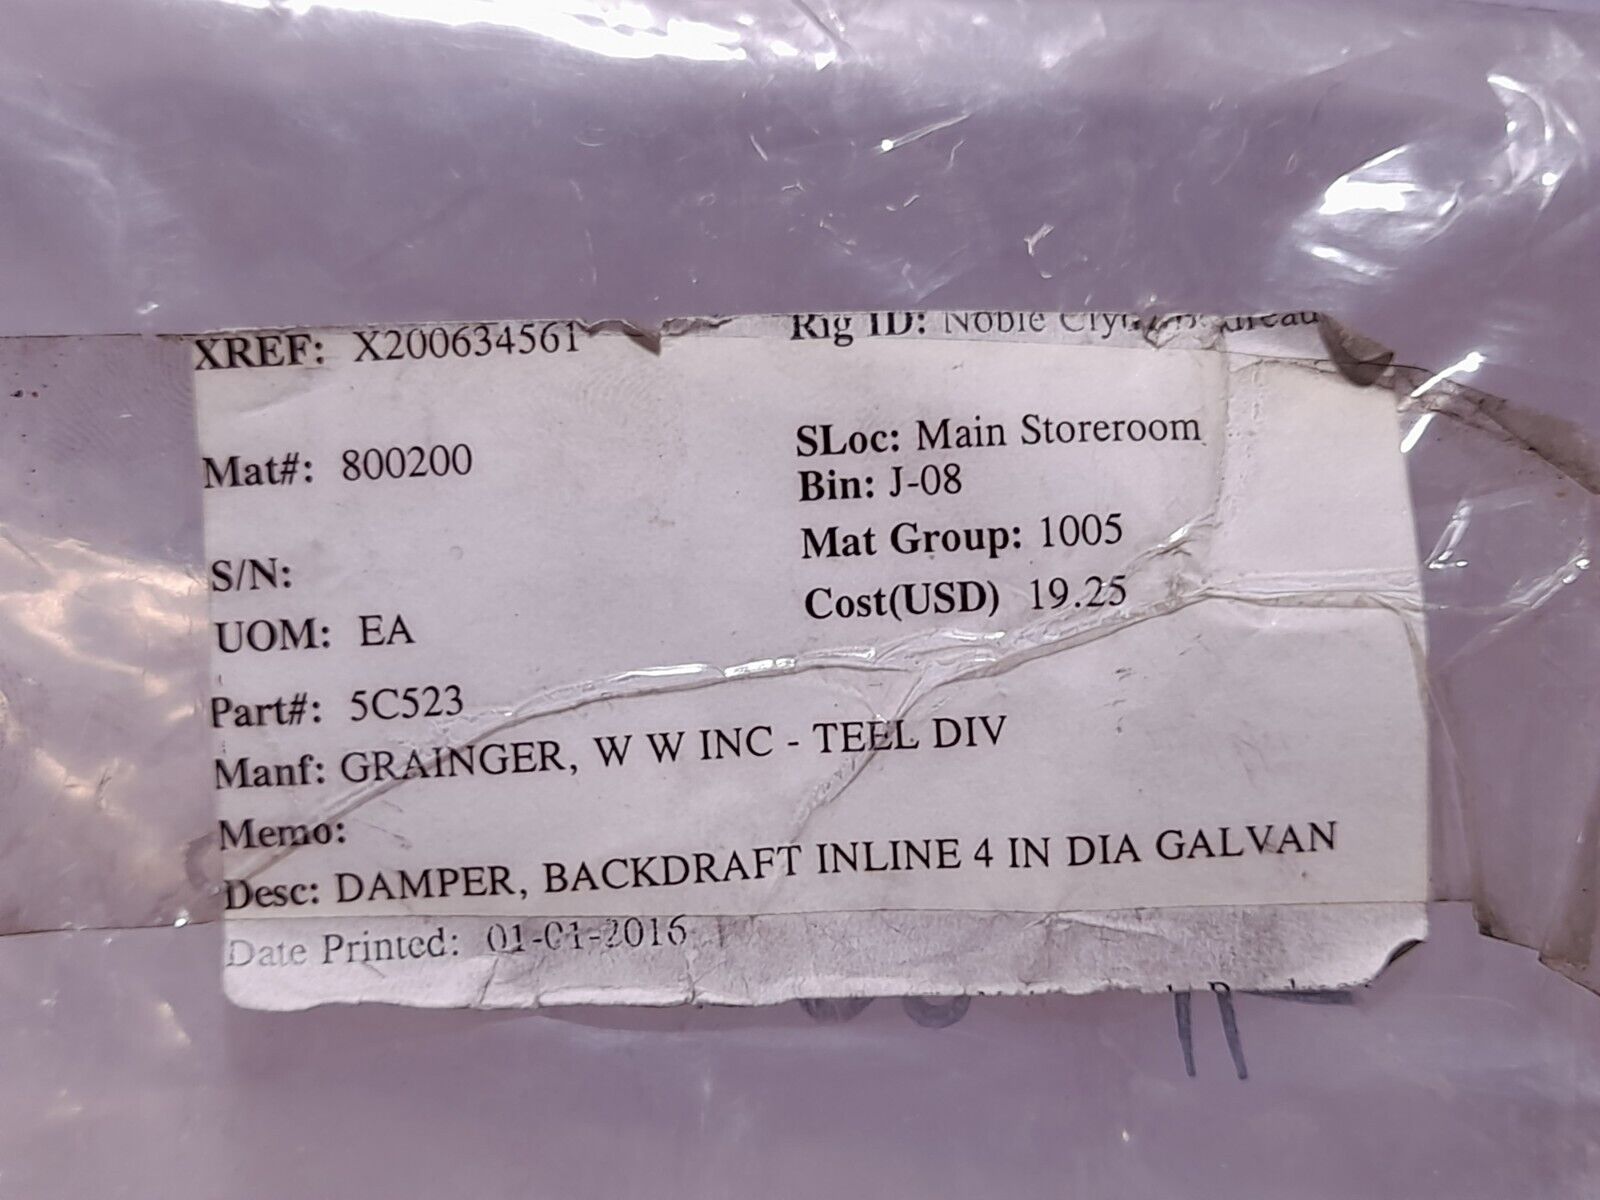 XREF: X200634561 Rig ID: Noble
Mat#: 800200
SLoc: Main Storeroom
Bin: J-08
Mat Group: 1005
S/N:
Cost(USD) 19.25
UOM: EA
Part#: 5C523
Manf: GRAINGER, W W INC - TEEL DIV
Memo:
Desc: DAMPER, BACKDRAFT INLINE 4 IN DIA GALVAN
Date Printed: 01-01-2016